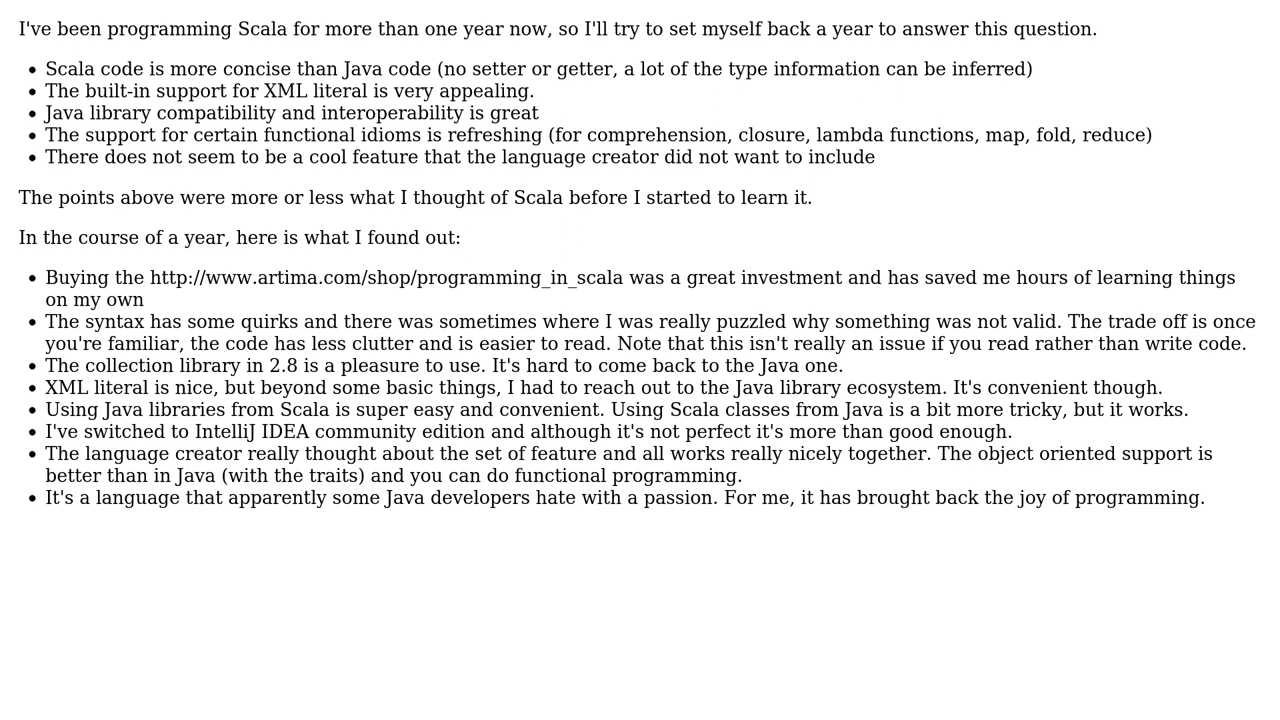 I've been programming Scala for more than one year now, so I'll try to set myself back a year to answer this question.
• Scala code is more concise than Java code (no setter or getter, a lot of the type information can be inferred)
• The built-in support for XML literal is very appealing.
• Java library compatibility and interoperability is great
• The support for certain functional idioms is refreshing (for comprehension, closure, lambda functions, map, fold, reduce)
• There does not seem to be a cool feature that the language creator did not want to include
The points above were more or less what I thought of Scala before I started to learn it.
In the course of a year, here is what I found out:
• Buying the http://www.artima.com/shop/programming_in_scala was a great investment and has saved me hours of learning things
on my own
• The syntax has some quirks and there was sometimes where I was really puzzled why something was not valid. The trade off is once
you're familiar, the code has less clutter and is easier to read. Note that this isn't really an issue if you read rather than write code.
• The collection library in 2.8 is a pleasure to use. It's hard to come back to the Java one.
• XML literal is nice, but beyond some basic things, I had to reach out to the Java library ecosystem. It's convenient though.
• Using Java libraries from Scala is super easy and convenient. Using Scala classes from Java is a bit more tricky, but it works.
• I've switched to IntelliJ IDEA community edition and although it's not perfect it's more than good enough.
• The language creator really thought about the set of feature and all works really nicely together. The object oriented support is
better than in Java (with the traits) and you can do functional programming.
• It's a language that apparently some Java developers hate with a passion. For me, it has brought back the joy of programming.